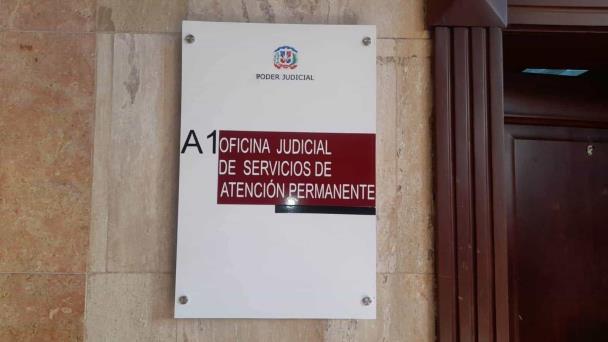 PODER JUDICIAL
A1
OFICINA JUDICIAL
DE SERVICIOS DE
ATENCIÓN PERMANENTE